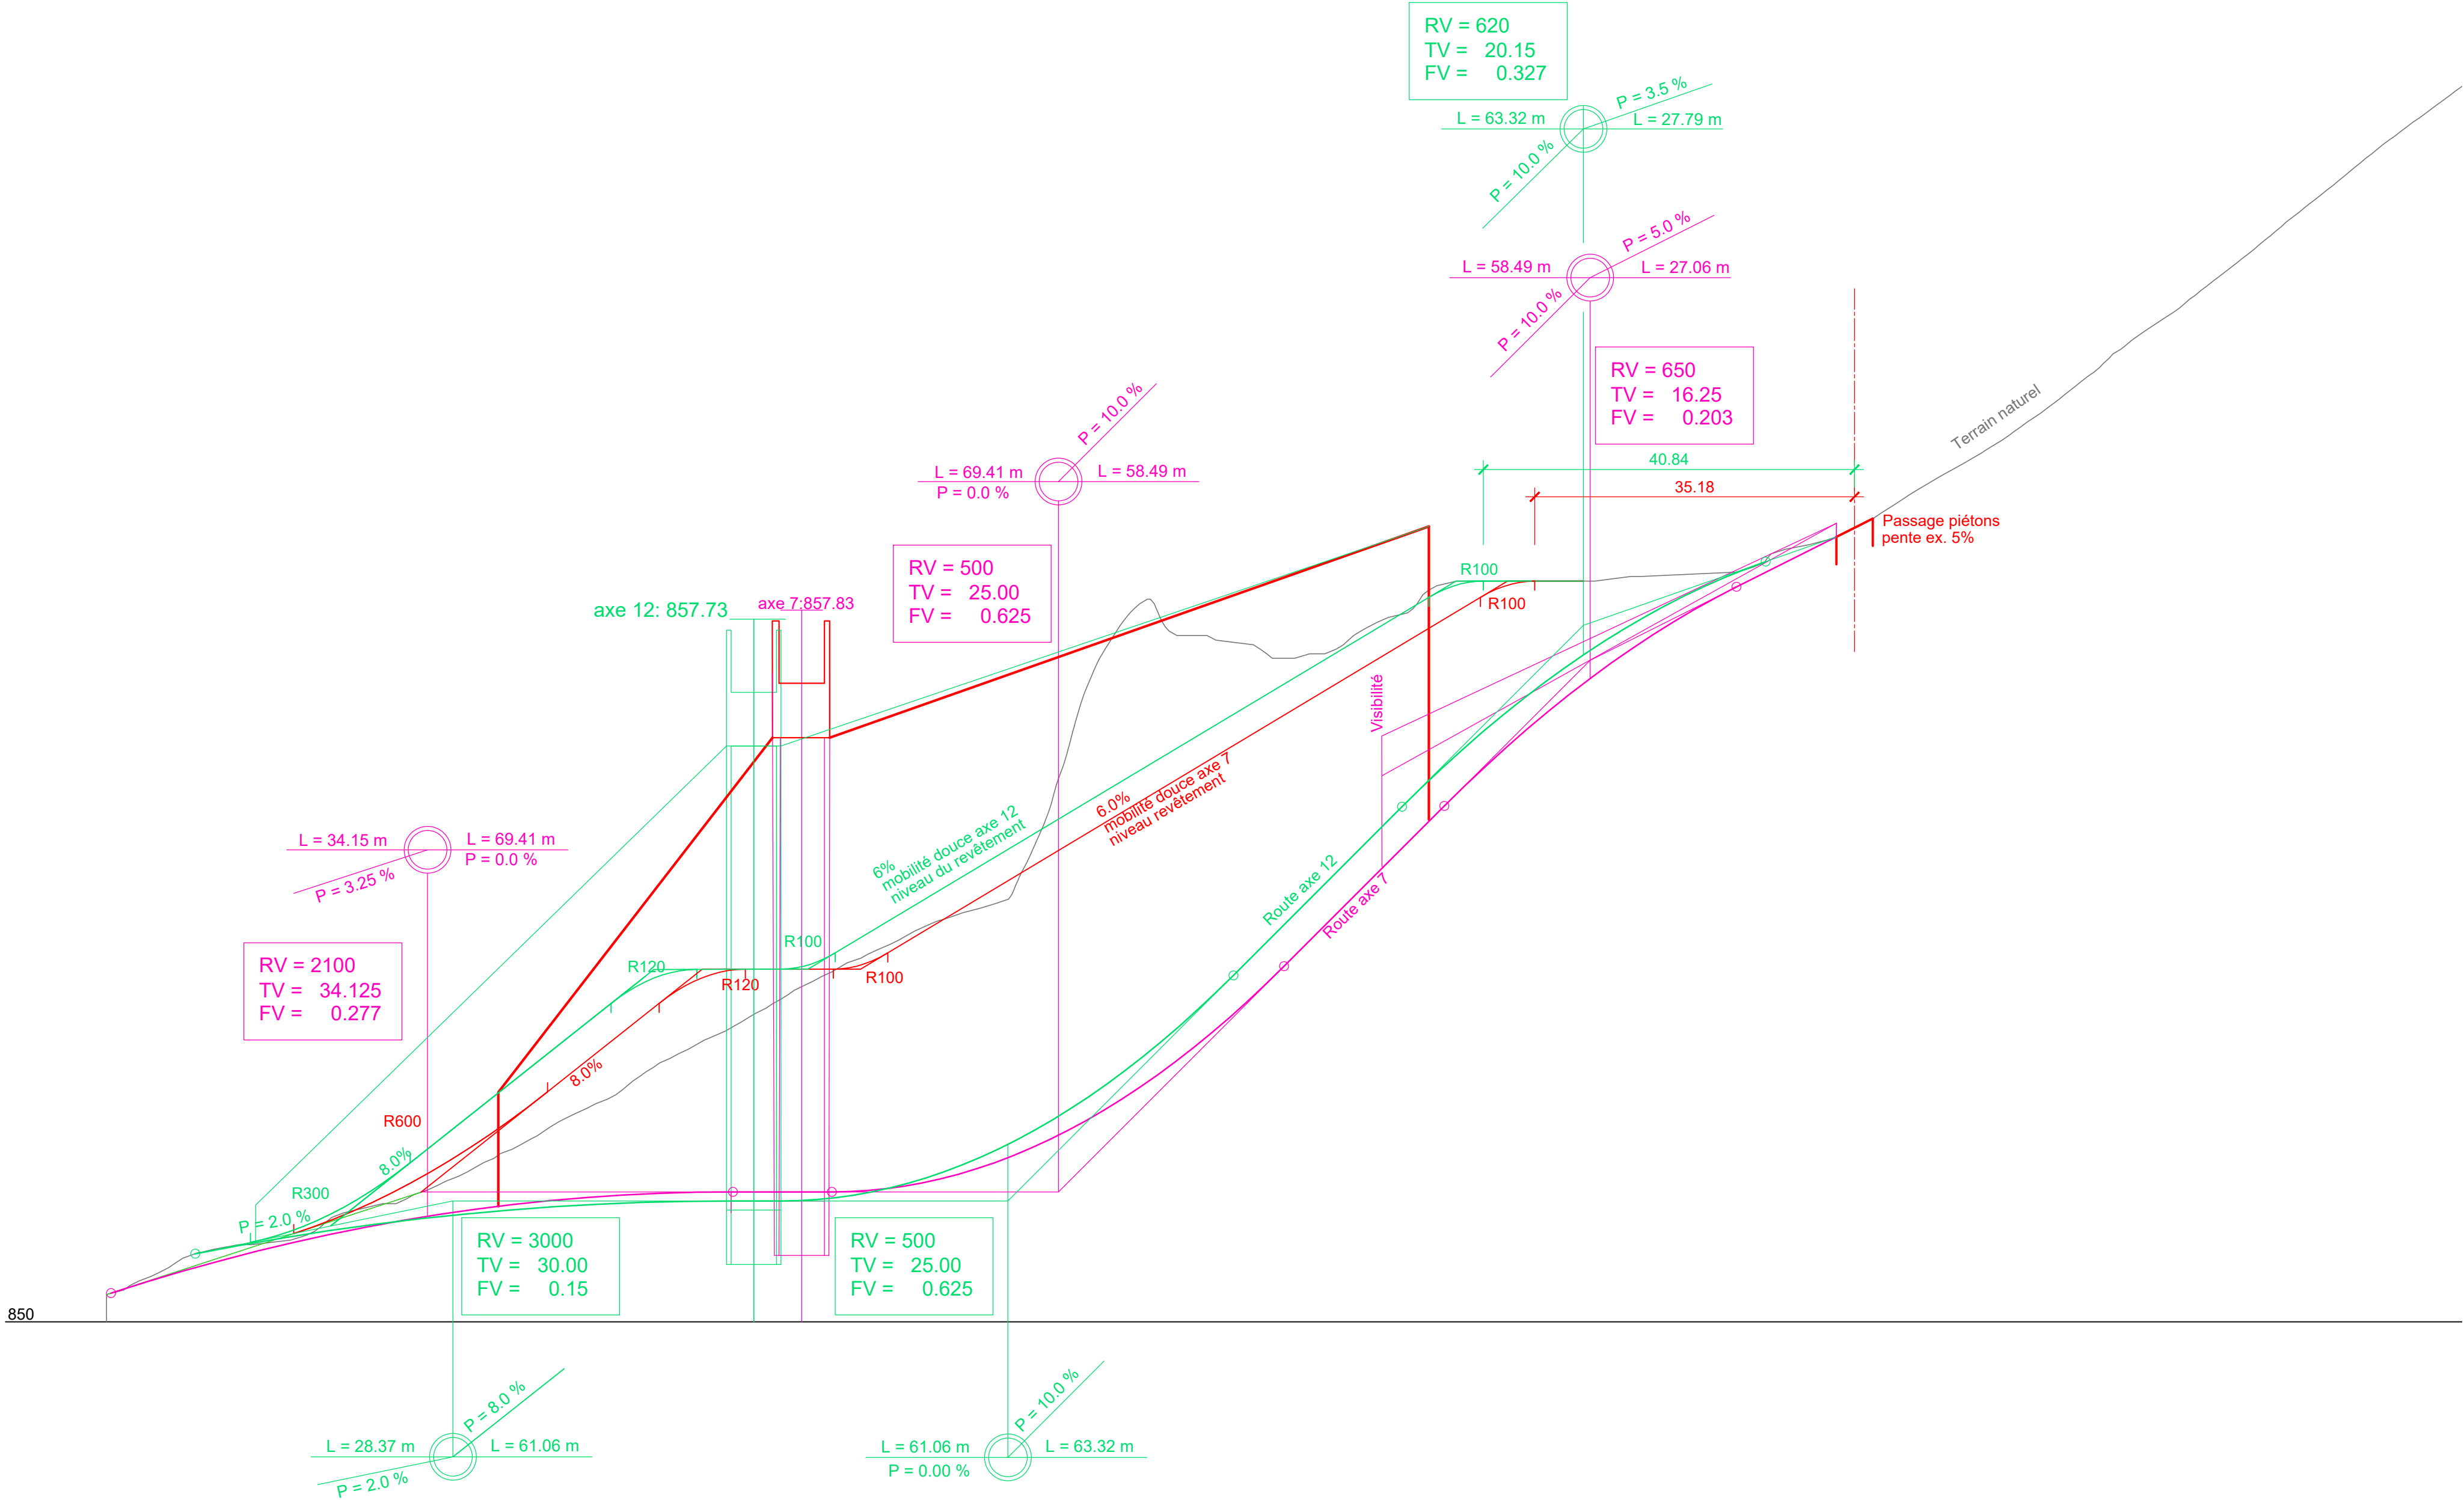 RV = 620
TV = 20.15
FV = 0.327
P = 3.5 %
L = 63.32 m
L = 27.79 m
P = 10.0 %
P = 5.0 %
L = 58.49 m
L = 27.06 m
P = 10.0 %
RV = 650
TV = 16.25
FV = 0.203
Terrain naturel
P = 10.0 %
L = 69.41 m
L = 58.49 m
P = 0.0 %
40.84
35.18
Passage piétons
pente ex. 5%
RV = 500
TV = 25.00
FV = 0.625
R100
R100
axe 12: 857.73
axe 7:857.83
Visibilité
6.0%
mobilité douce axe 7
niveau revêtement
6%
mobilité douce axe 12
niveau du revêtement
L = 34.15 m
L = 69.41 m
P = 0.0 %
P = 3.25 %
Route axe 12
Route axe 7
RV = 2100
TV = 34.125
FV = 0.277
R100
R120
R120
R100
8.0%
R600
8.0%
R300
P = 2.0 %
RV = 3000
TV = 30.00
FV = 0.15
RV = 500
TV = 25.00
FV = 0.625
850
P = 8.0 %
L = 28.37 m
L = 61.06 m
P = 2.0 %
P = 10.0 %
L = 61.06 m
L = 63.32 m
P = 0.00 %